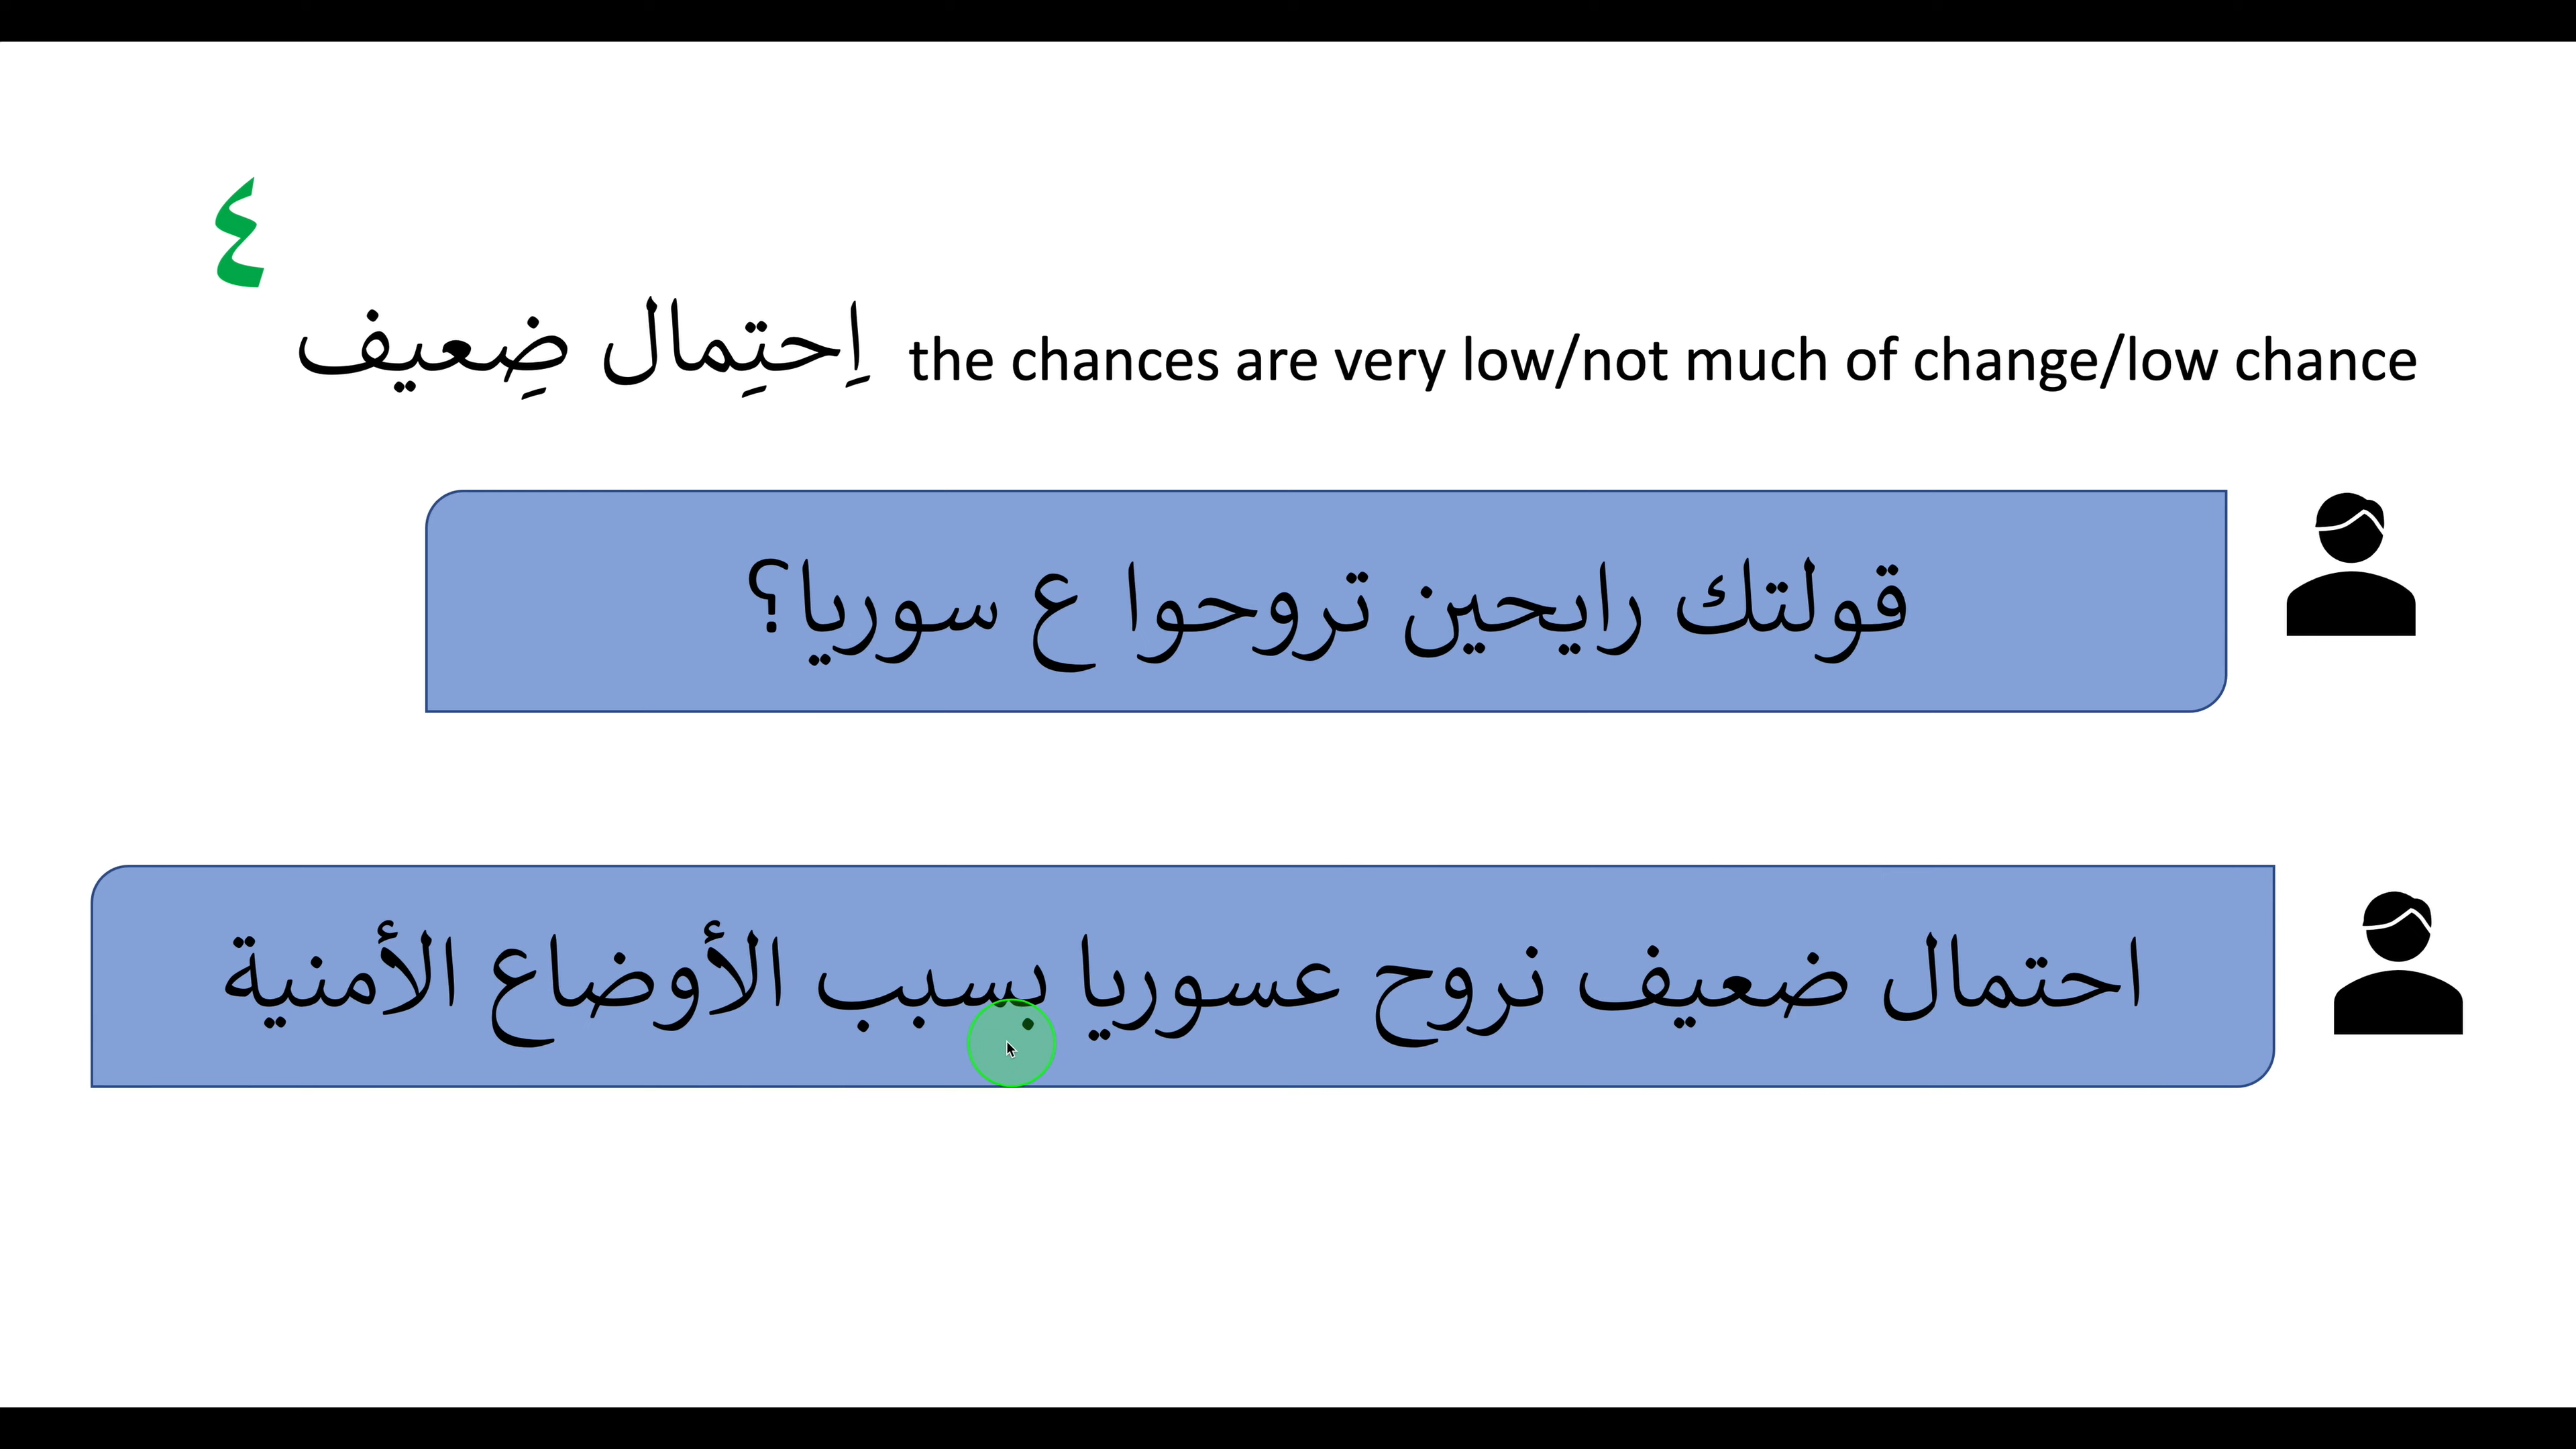 ٤
اِحتِمال ضِعيف the chances are very low/not much of change/low chance
قولتك رايحين تروحوا ع سوريا؟
احتمال ضعيف نروح عسوريا بسبب الأوضاع الأمنية